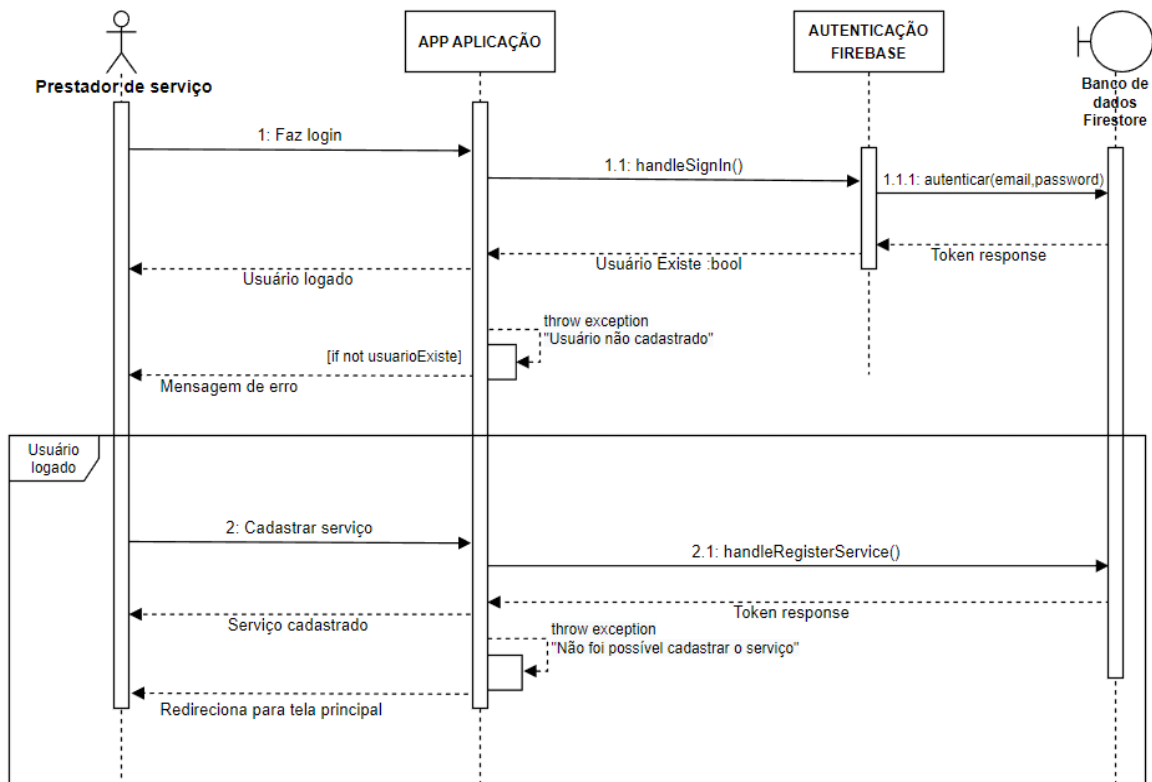 Prestador de serviço
APP APLICAÇÃO
AUTENTICAÇÃO
FIREBASE
Banco de
dados
Firestore
1: Faz login
1.1: handleSignIn()
1.1.1: autenticar(email,password)
Token response
Usuário Existe :bool
Usuário logado
throw exception
"Usuário não cadastrado"
[if not usuarioExiste]
Mensagem de erro
Usuário
logado
2: Cadastrar serviço
2.1: handleRegisterService()
Token response
Serviço cadastrado
throw exception
"Não foi possível cadastrar o serviço"
Redireciona para tela principal